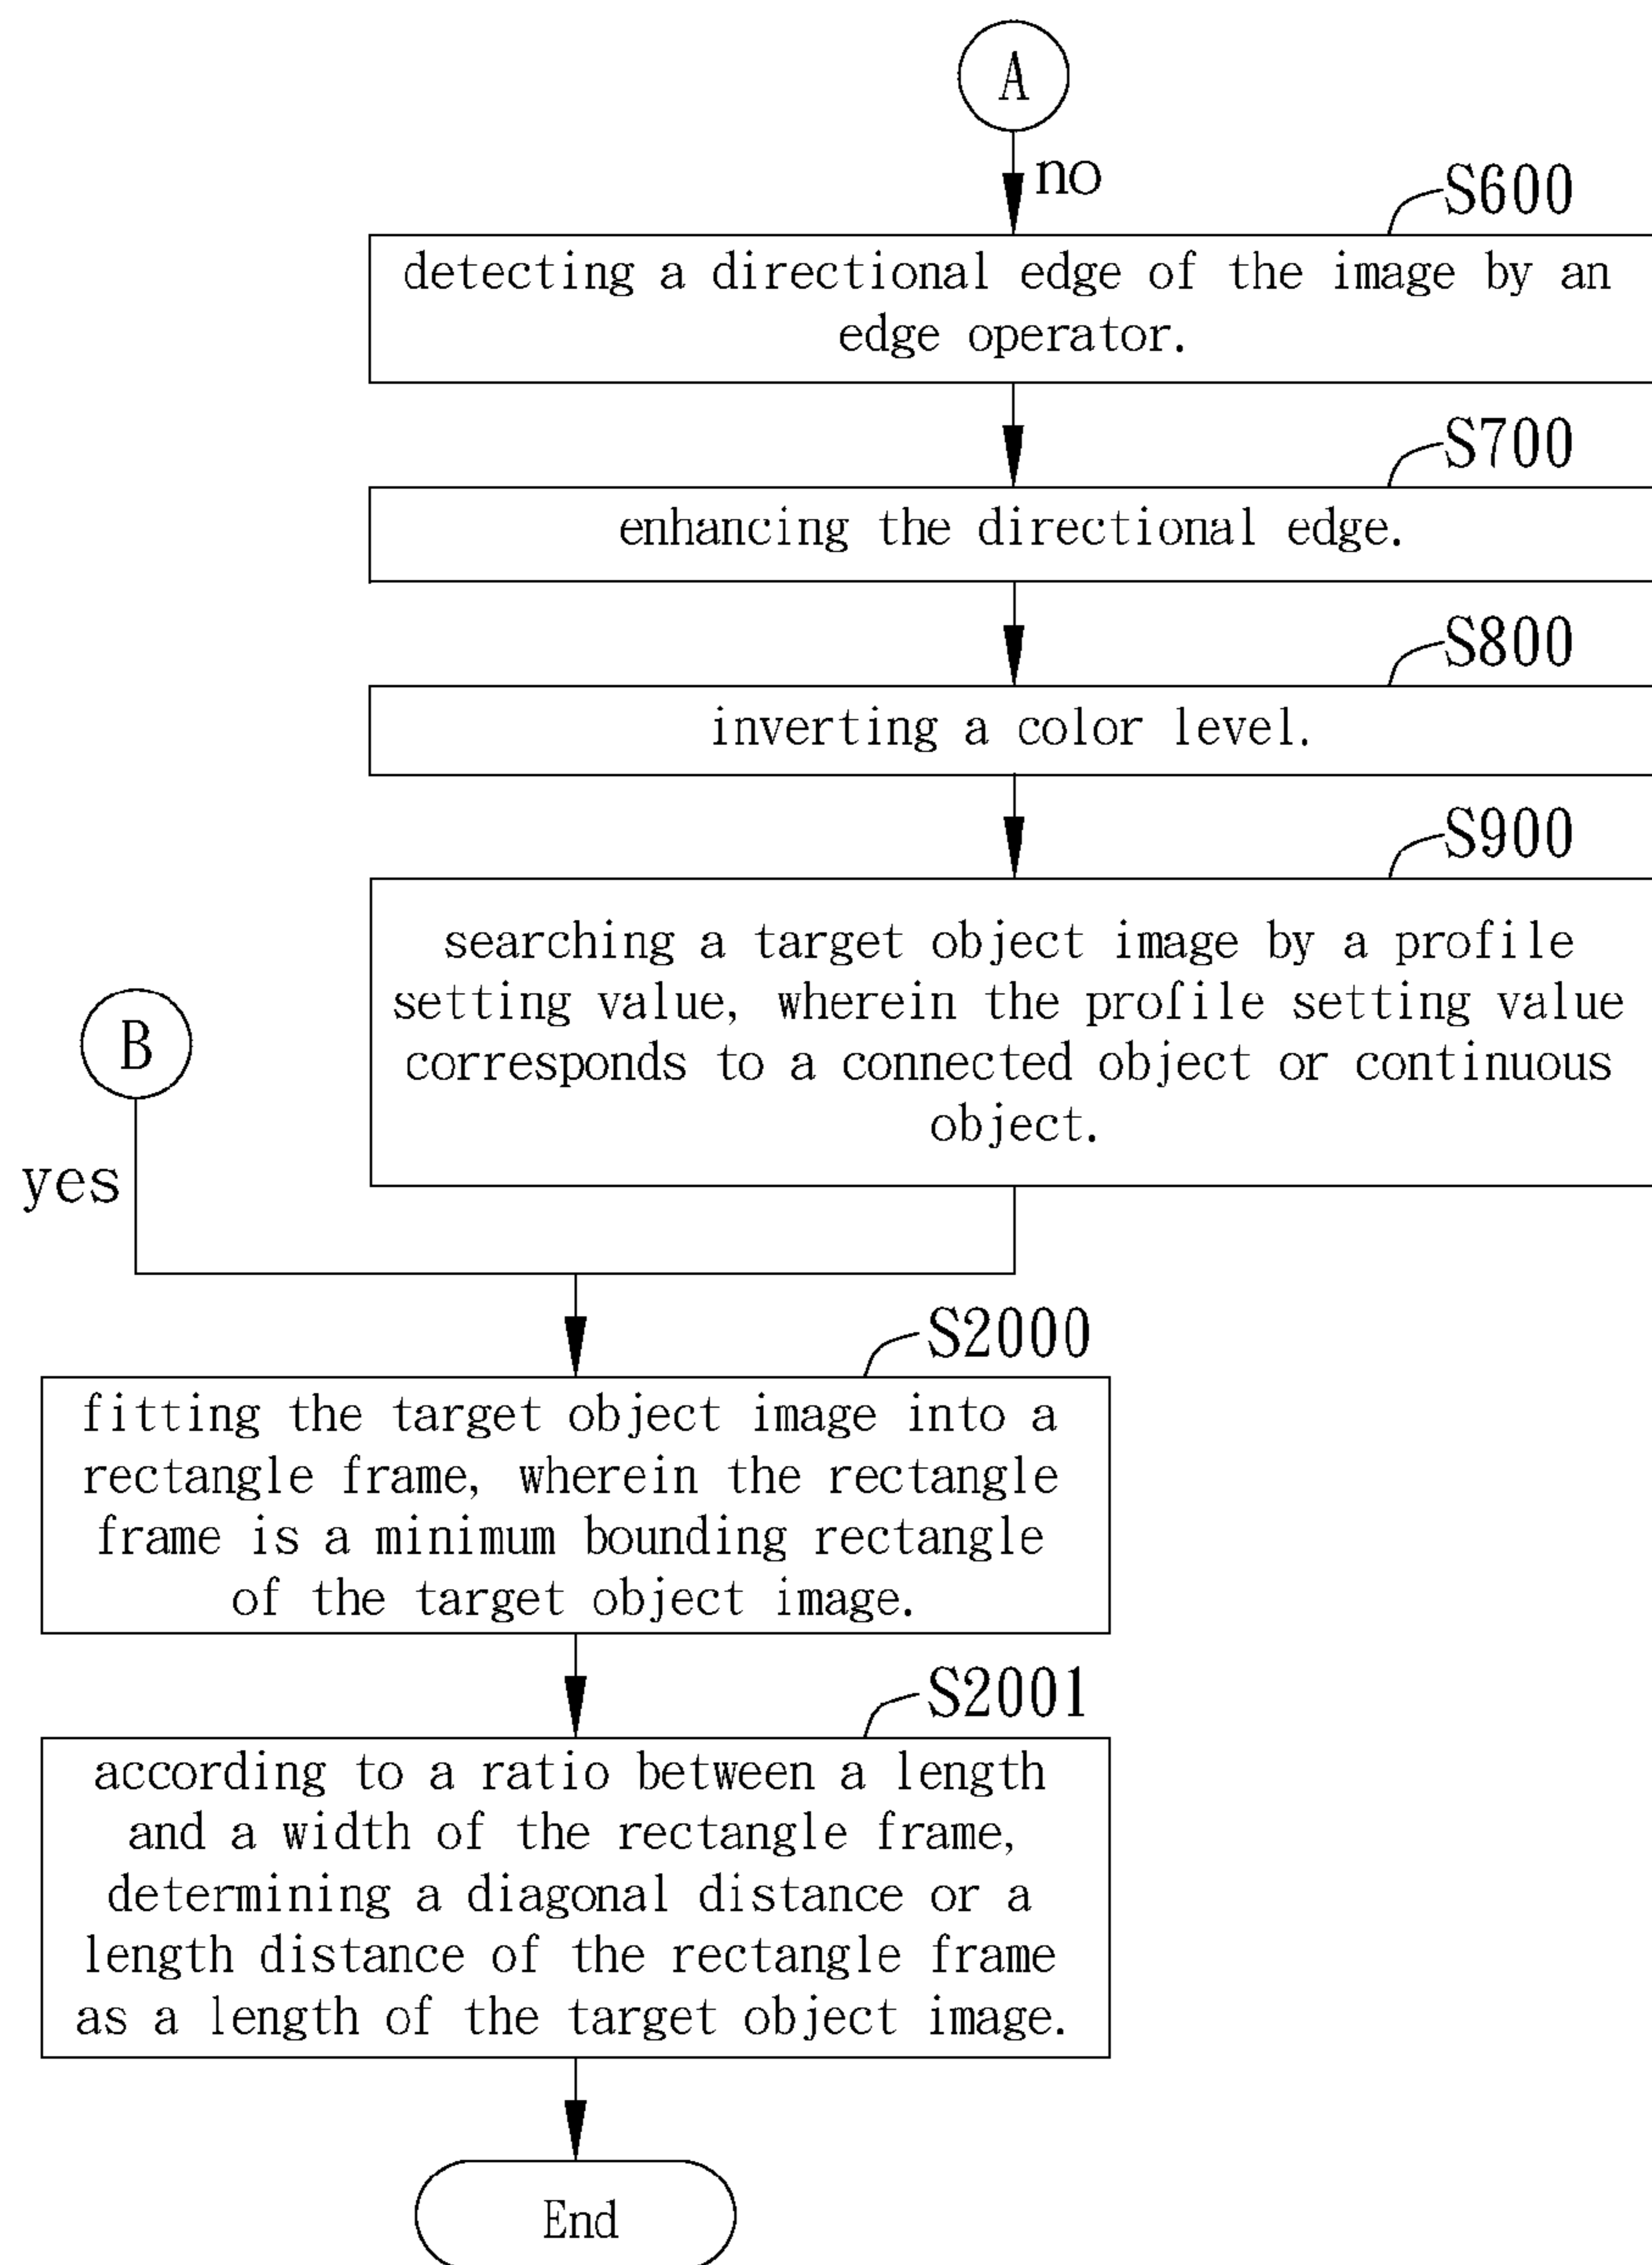 A
no
S600
detecting a directional edge of the image by an
edge operator.
S700
enhancing the directional edge.
S800
inverting a color level.
S900
searching a target object image by a profile
setting value, wherein the profile setting value
corresponds to a connected object or continuous
object.
B
yes
S2000
fitting the target object image into a
rectangle frame, wherein the rectangle
frame is a minimum bounding rectangle
of the target object image.
S2001
according to a ratio between a length
and a width of the rectangle frame,
determining a diagonal distance or a
length distance of the rectangle frame
as a length of the target object image.
End